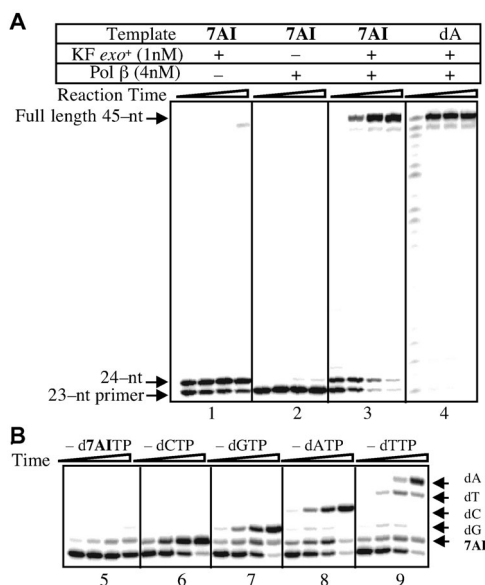 A
Template 7AI 7AI 7AI dA
KF exo+ (1nM) + – + +
Pol β (4nM) – + + +
Reaction Time
Full length 45–nt
24–nt
23–nt primer
1 2 3 4
B
– d7AITP – dCTP – dGTP – dATP – dTTP
Time
dA
dT
dC
dG
7AI
5 6 7 8 9